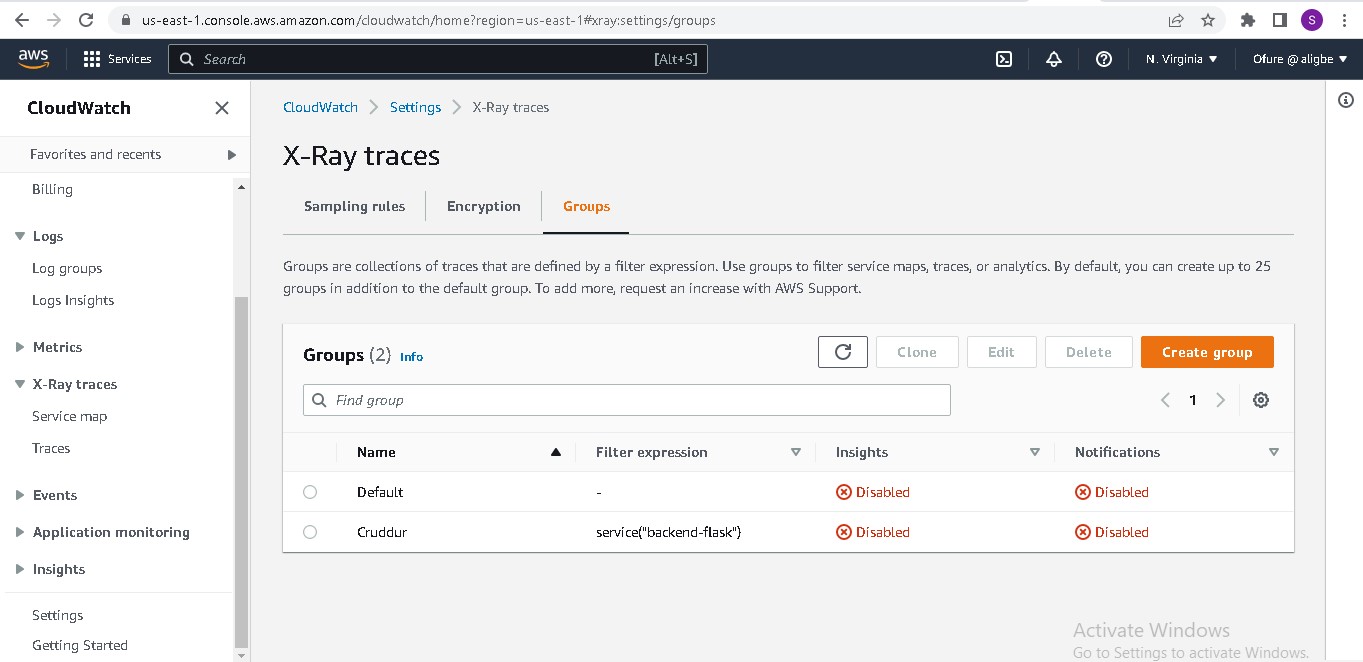 us-east-1.console.aws.amazon.com/cloudwatch/home?region=us-east-1#xray:settings/groups
S
aws Services Search [Alt+S] N. Virginia Ofure @ aligbe
CloudWatch
Favorites and recents
Billing
Logs
Log groups
Logs Insights
Metrics
X-Ray traces
Service map
Traces
Events
Application monitoring
Insights
Settings
Getting Started
CloudWatch Settings X-Ray traces
X-Ray traces
Sampling rules Encryption Groups
Groups are collections of traces that are defined by a filter expression. Use groups to filter service maps, traces, or analytics. By default, you can create up to 25
groups in addition to the default group. To add more, request an increase with AWS Support.
Groups (2) Info Clone Edit Delete Create group
Find group 1
Name Filter expression Insights Notifications
Default - Disabled Disabled
Cruddur service("backend-flask") Disabled Disabled
Activate Windows
Go to Settings to activate Windows.